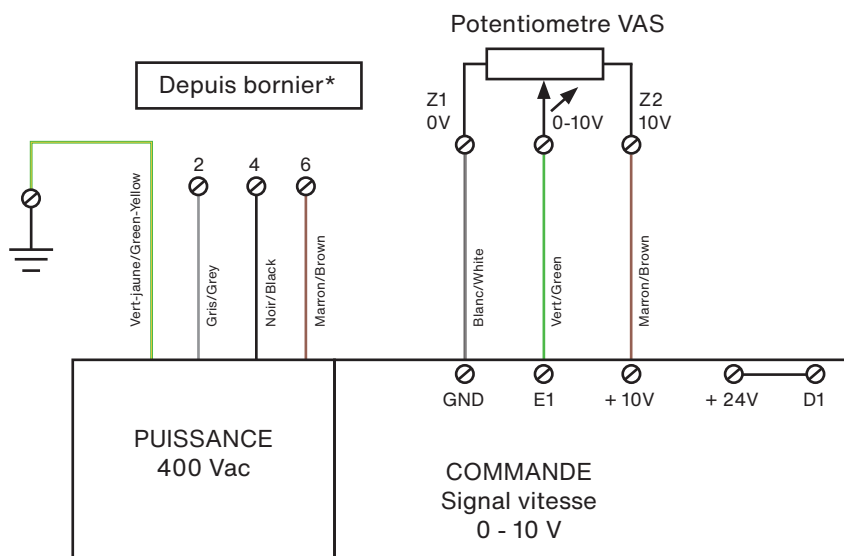 Potentiometre VAS
Depuis bornier*
Z1
0V
0-10V
Z2
10V
2
4
6
Vert-jaune/Green-Yellow
Gris/Grey
Noir/Black
Marron/Brown
Blanc/White
Vert/Green
Marron/Brown
GND
E1
+ 10V
+ 24V
D1
PUISSANCE
400 Vac
COMMANDE
Signal vitesse
0 - 10 V